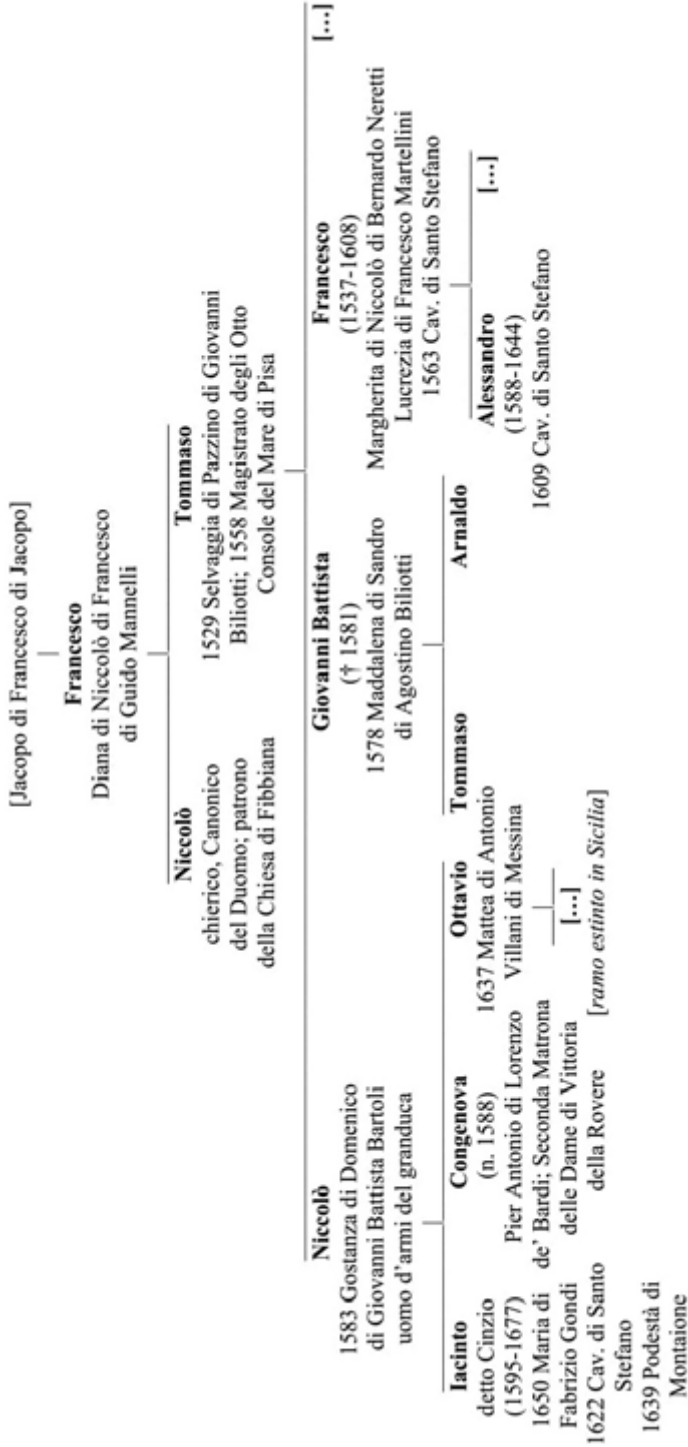 [Jacopo di Francesco di Jacopo]
Francesco
Diana di Niccolò di Francesco
di Guido Mannelli
Niccolò
chierico, Canonico
del Duomo; patrono
della Chiesa di Fibbiana
Tommaso
1529 Selvaggia di Pazzino di Giovanni
Biliotti; 1558 Magistrato degli Otto
Console del Mare di Pisa
Niccolò
1583 Gostanza di Domenico
di Giovanni Battista Bartoli
uomo d'armi del granduca
Giovanni Battista
(† 1581)
1578 Maddalena di Sandro
di Agostino Biliotti
Francesco
(1537-1608)
Margherita di Niccolò di Bernardo Neretti
Lucrezia di Francesco Martellini
1563 Cav. di Santo Stefano
[...]
Iacinto
detto Cinzio
(1595-1677)
1650 Maria di
Fabrizio Gondi
1622 Cav. di Santo
Stefano
1639 Podestà di
Montaione
Congenova
(n. 1588)
Pier Antonio di Lorenzo
de' Bardi; Seconda Matrona
delle Dame di Vittoria
della Rovere
Ottavio
1637 Mattea di Antonio
Villani di Messina
[...]
[ramo estinto in Sicilia]
Tommaso
Arnaldo
Alessandro
(1588-1644)
1609 Cav. di Santo Stefano
[...]